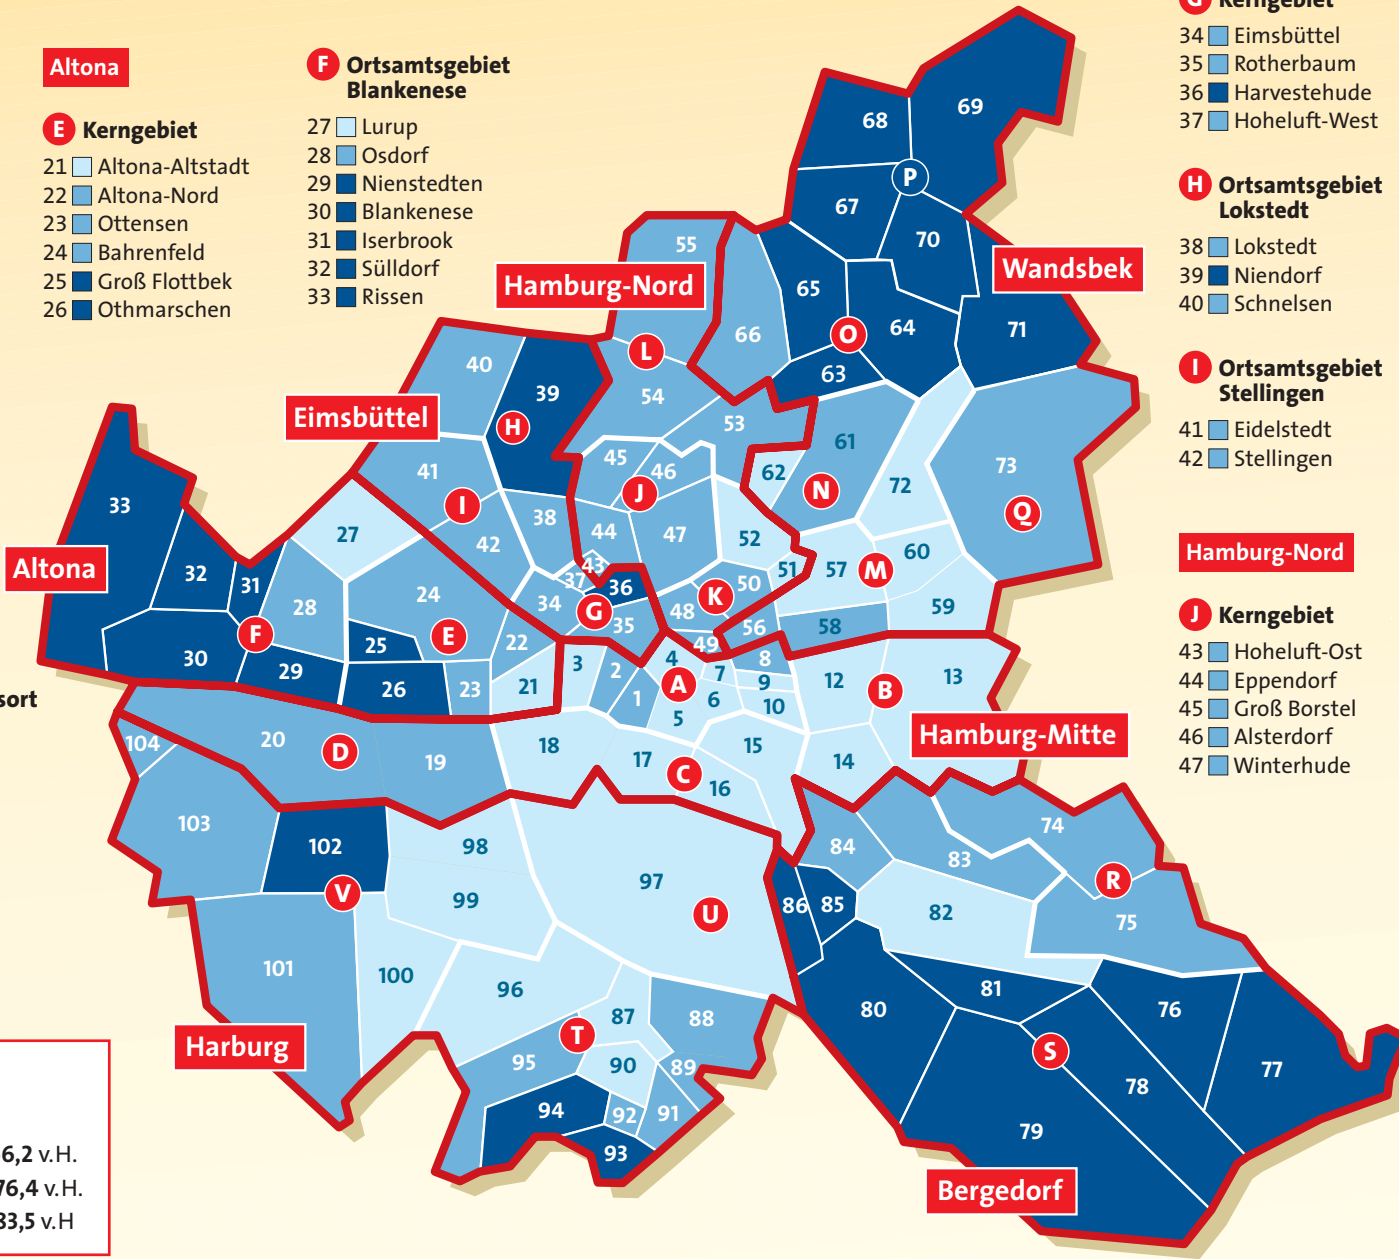 Altona
E Kerngebiet
21 Altona-Altstadt
22 Altona-Nord
23 Ottensen
24 Bahrenfeld
25 Groß Flottbek
26 Othmarschen
F Ortsamtsgebiet
Blankenese
27 Lurup
28 Osdorf
29 Nienstedten
30 Blankenese
31 Iserbrook
32 Sülldorf
33 Rissen
G Kerngebiet
34 Eimsbüttel
35 Rotherbaum
36 Harvestehude
37 Hoheluft-West
H Ortsamtsgebiet
Lokstedt
38 Lokstedt
39 Niendorf
40 Schnelsen
I Ortsamtsgebiet
Stellingen
41 Eidelstedt
42 Stellingen
Hamburg-Nord
J Kerngebiet
43 Hoheluft-Ost
44 Eppendorf
45 Groß Borstel
46 Alsterdorf
47 Winterhude
68
69
P
67
70
55
Hamburg-Nord
Wandsbek
65
O
64
66
71
L
63
40
39
54
Eimsbüttel
H
53
61
45
46
62
73
41
J
N
72
33
I
Q
38
27
44
47
42
52
60
43
51
57
M
Altona
32
31
37
36
50
28
24
34
G
K
59
48
35
56
58
F
E
25
22
49
30
4
8
3
2
7
29
A
9
12
B
13
26
23
21
1
6
10
5
sort
Hamburg-Mitte
104
20
D
18
15
19
17
C
14
16
103
74
102
98
84
83
97
R
V
99
86
85
U
82
75
101
100
96
81
80
76
87
88
Harburg
T
S
95
90
89
77
78
94
92
91
79
93
6,2 v.H.
76,4 v.H.
83,5 v.H
Bergedorf